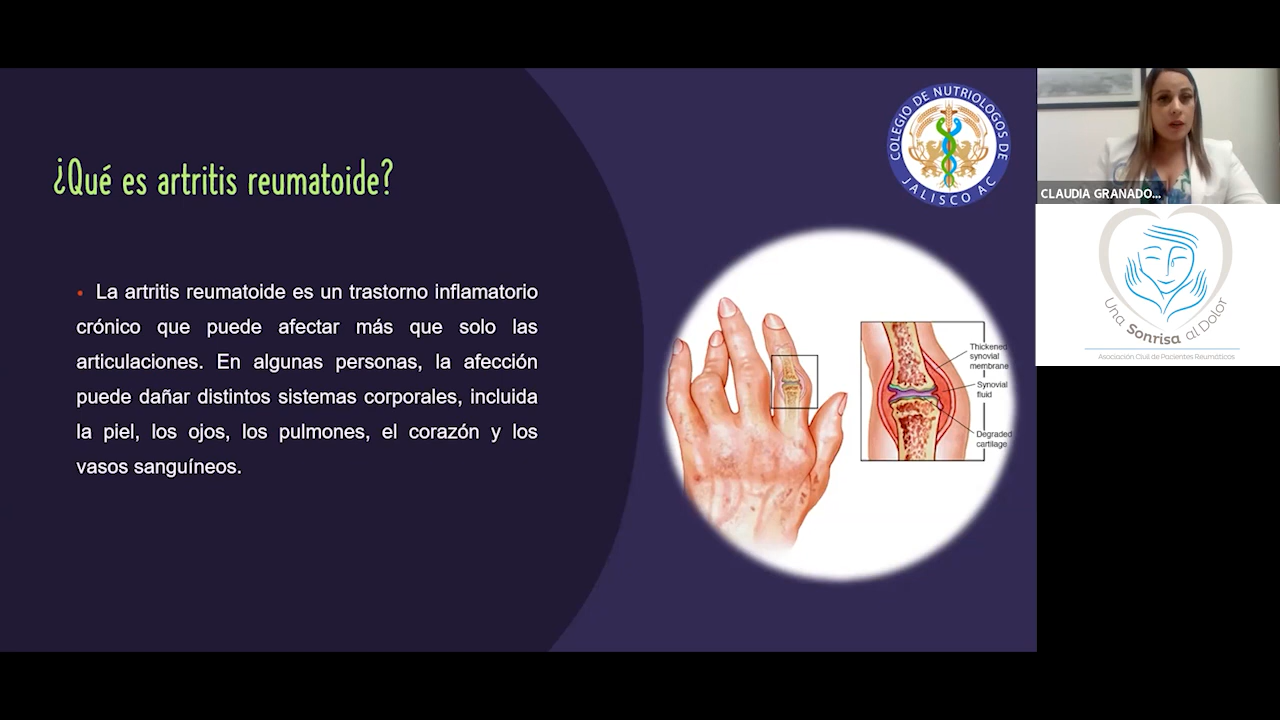 ¿Qué es artritis reumatoide?
• La artritis reumatoide es un trastorno inflamatorio
crónico que puede afectar más que solo las
articulaciones. En algunas personas, la afección
puede dañar distintos sistemas corporales, incluida
la piel, los ojos, los pulmones, el corazón y los
vasos sanguíneos.
COLEGIO DE NUTRIOLOGOS DE
JALISCO AC
Thickened
synovial
membrane
Synovial
fluid
Degraded
cartilage
CLAUDIA GRANADO...
Una Sonrisa al Dolor
Asociación Civil de Pacientes Reumáticos